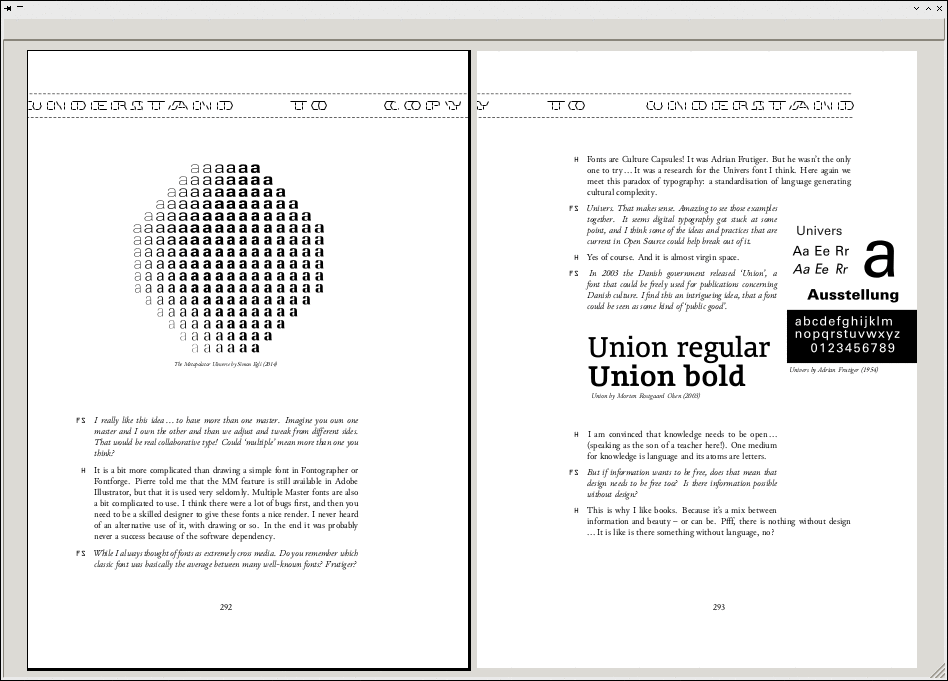 UNDERSTAND TO COPY
aaaaaa
aaaaaaaa
aaaaaaaaaa
aaaaaaaaaaaa
aaaaaaaaaaaaaa
aaaaaaaaaaaaaaaa
aaaaaaaaaaaaaaaa
aaaaaaaaaaaaaaaa
aaaaaaaaaaaaaaaa
aaaaaaaaaaaaaaaa
aaaaaaaaaaaaaaaa
aaaaaaaaaaaaaa
aaaaaaaaaaaa
aaaaaaaaaa
aaaaaaaa
aaaaaa
The Metapolator Universe by Simon Egli (2014)
FS I really like this idea ... to have more than one master. Imagine you own one
master and I own the other and than we adjust and tweak from different sides.
That would be real collaborative type! Could ‘multiple’ mean more than one you
think?
H It is a bit more complicated than drawing a simple font in Fontographer or
Fontforge. Pierre told me that the MM feature is still available in Adobe
Illustrator, but that it is used very seldomly. Multiple Master fonts are also
a bit complicated to use. I think there were a lot of bugs first, and then you
need to be a skilled designer to give these fonts a nice render. I never heard
of an alternative use of it, with drawing or so. In the end it was probably
never a success because of the software dependency.
FS While I always thought of fonts as extremely cross media. Do you remember which
classic font was basically the average between many well-known fonts? Frutiger?
292
Y TO UNDERSTAND
H Fonts are Culture Capsules! It was Adrian Frutiger. But he wasn't the only
one to try ... It was a research for the Univers font I think. Here again we
meet this paradox of typography: a standardisation of language generating
cultural complexity.
FS Univers. That makes sense. Amazing to see those examples
together. It seems digital typography got stuck at some
point, and I think some of the ideas and practices that are
current in Open Source could help break out of it.
H Yes of course. And it is almost virgin space.
FS In 2003 the Danish government released ‘Union’, a
font that could be freely used for publications concerning
Danish culture. I find this an intrigueing idea, that a font
could be seen as some kind of ‘public good’.
Univers
Aa Ee Rr
Aa Ee Rr
a
Ausstellung
abcdefghijklm
nopqrstuvwxyz
0123456789
Univers by Adrian Frutiger (1954)
Union regular
Union bold
Union by Morten Rostgaard Olsen (2003)
H I am convinced that knowledge needs to be open ...
(speaking as the son of a teacher here!). One medium
for knowledge is language and its atoms are letters.
FS But if information wants to be free, does that mean that
design needs to be free too? Is there information possible
without design?
H This is why I like books. Because it's a mix between
information and beauty – or can be. Pfff, there is nothing without design
... It is like is there something without language, no?
293